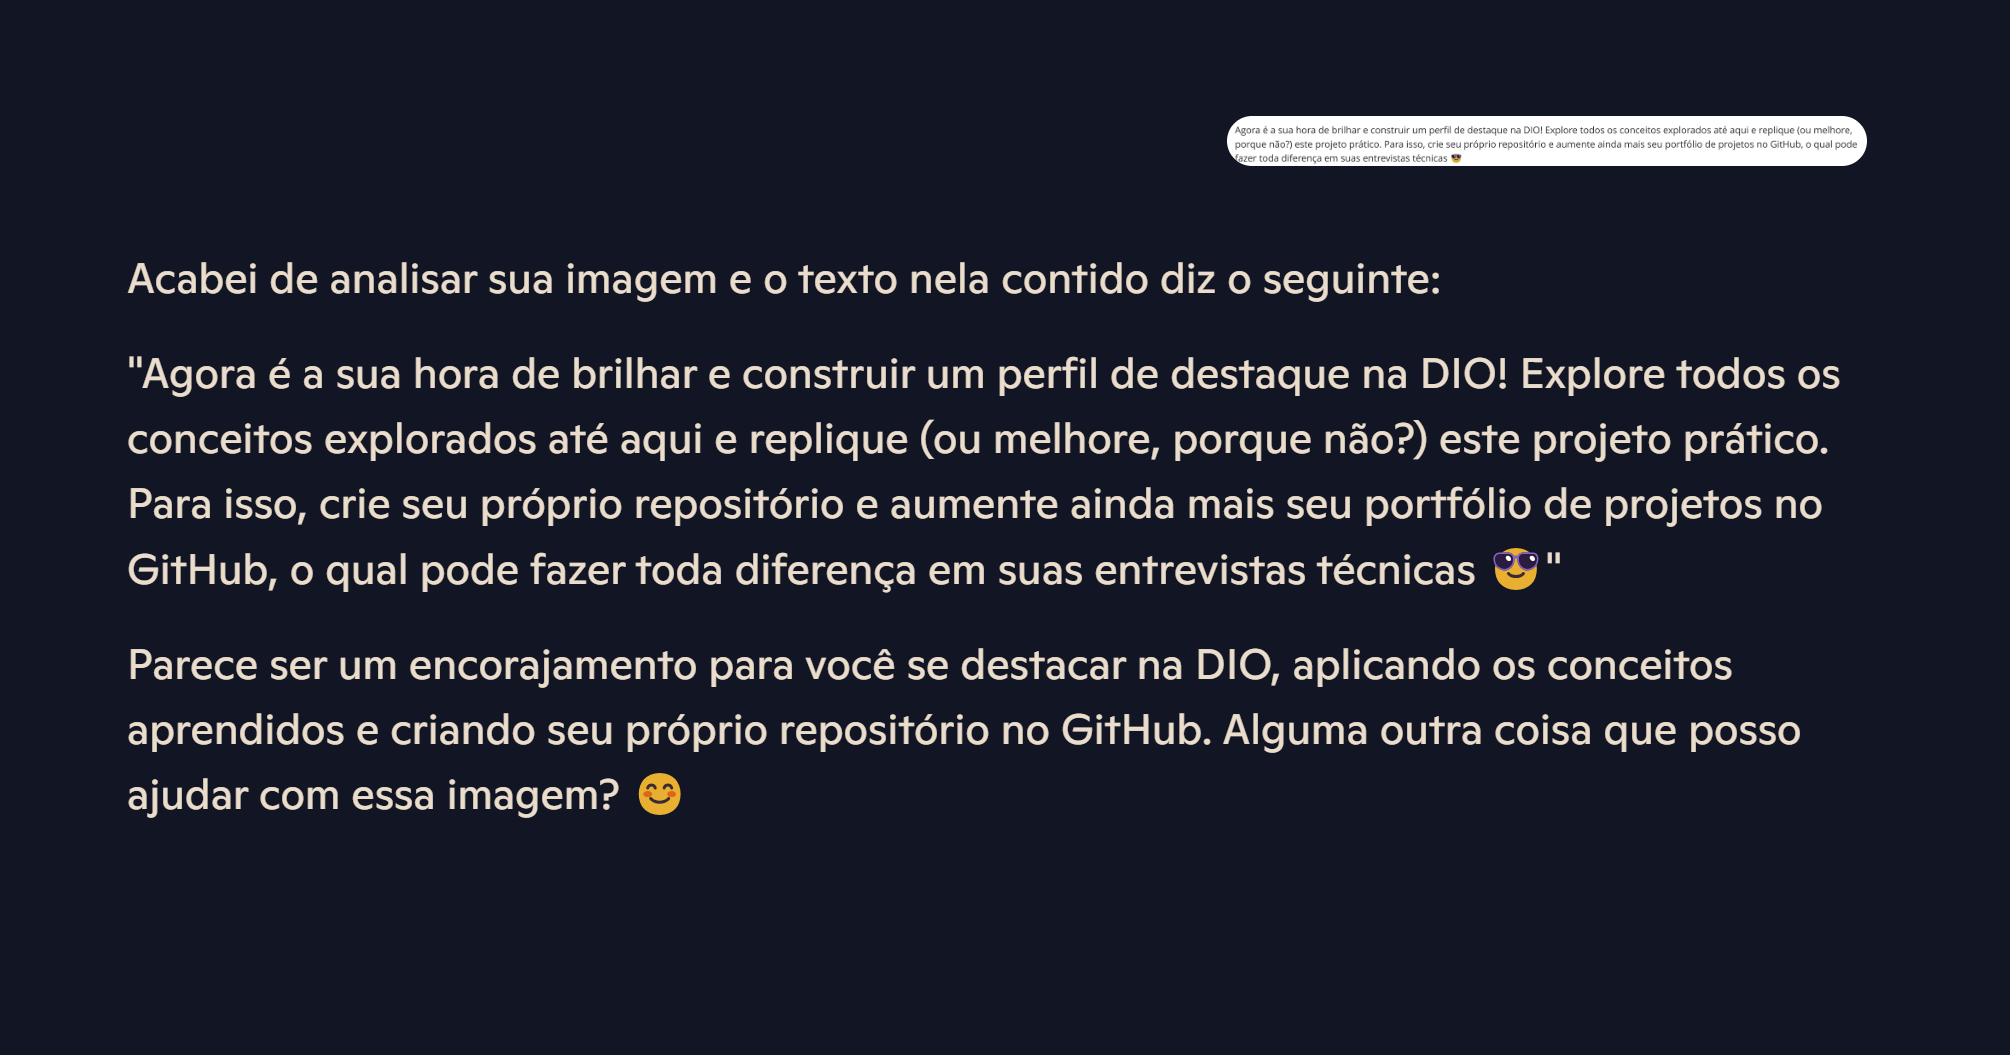 Agora é a sua hora de brilhar e construir um perfil de destaque na DIO! Explore todos os conceitos explorados até aqui e replique (ou melhore,
porque não?) este projeto prático. Para isso, crie seu próprio repositório e aumente ainda mais seu portfólio de projetos no GitHub, o qual pode
fazer toda diferença em suas entrevistas técnicas 😎
Acabei de analisar sua imagem e o texto nela contido diz o seguinte:
"Agora é a sua hora de brilhar e construir um perfil de destaque na DIO! Explore todos os
conceitos explorados até aqui e replique (ou melhore, porque não?) este projeto prático.
Para isso, crie seu próprio repositório e aumente ainda mais seu portfólio de projetos no
GitHub, o qual pode fazer toda diferença em suas entrevistas técnicas 😎"
Parece ser um encorajamento para você se destacar na DIO, aplicando os conceitos
aprendidos e criando seu próprio repositório no GitHub. Alguma outra coisa que posso
ajudar com essa imagem? 😊